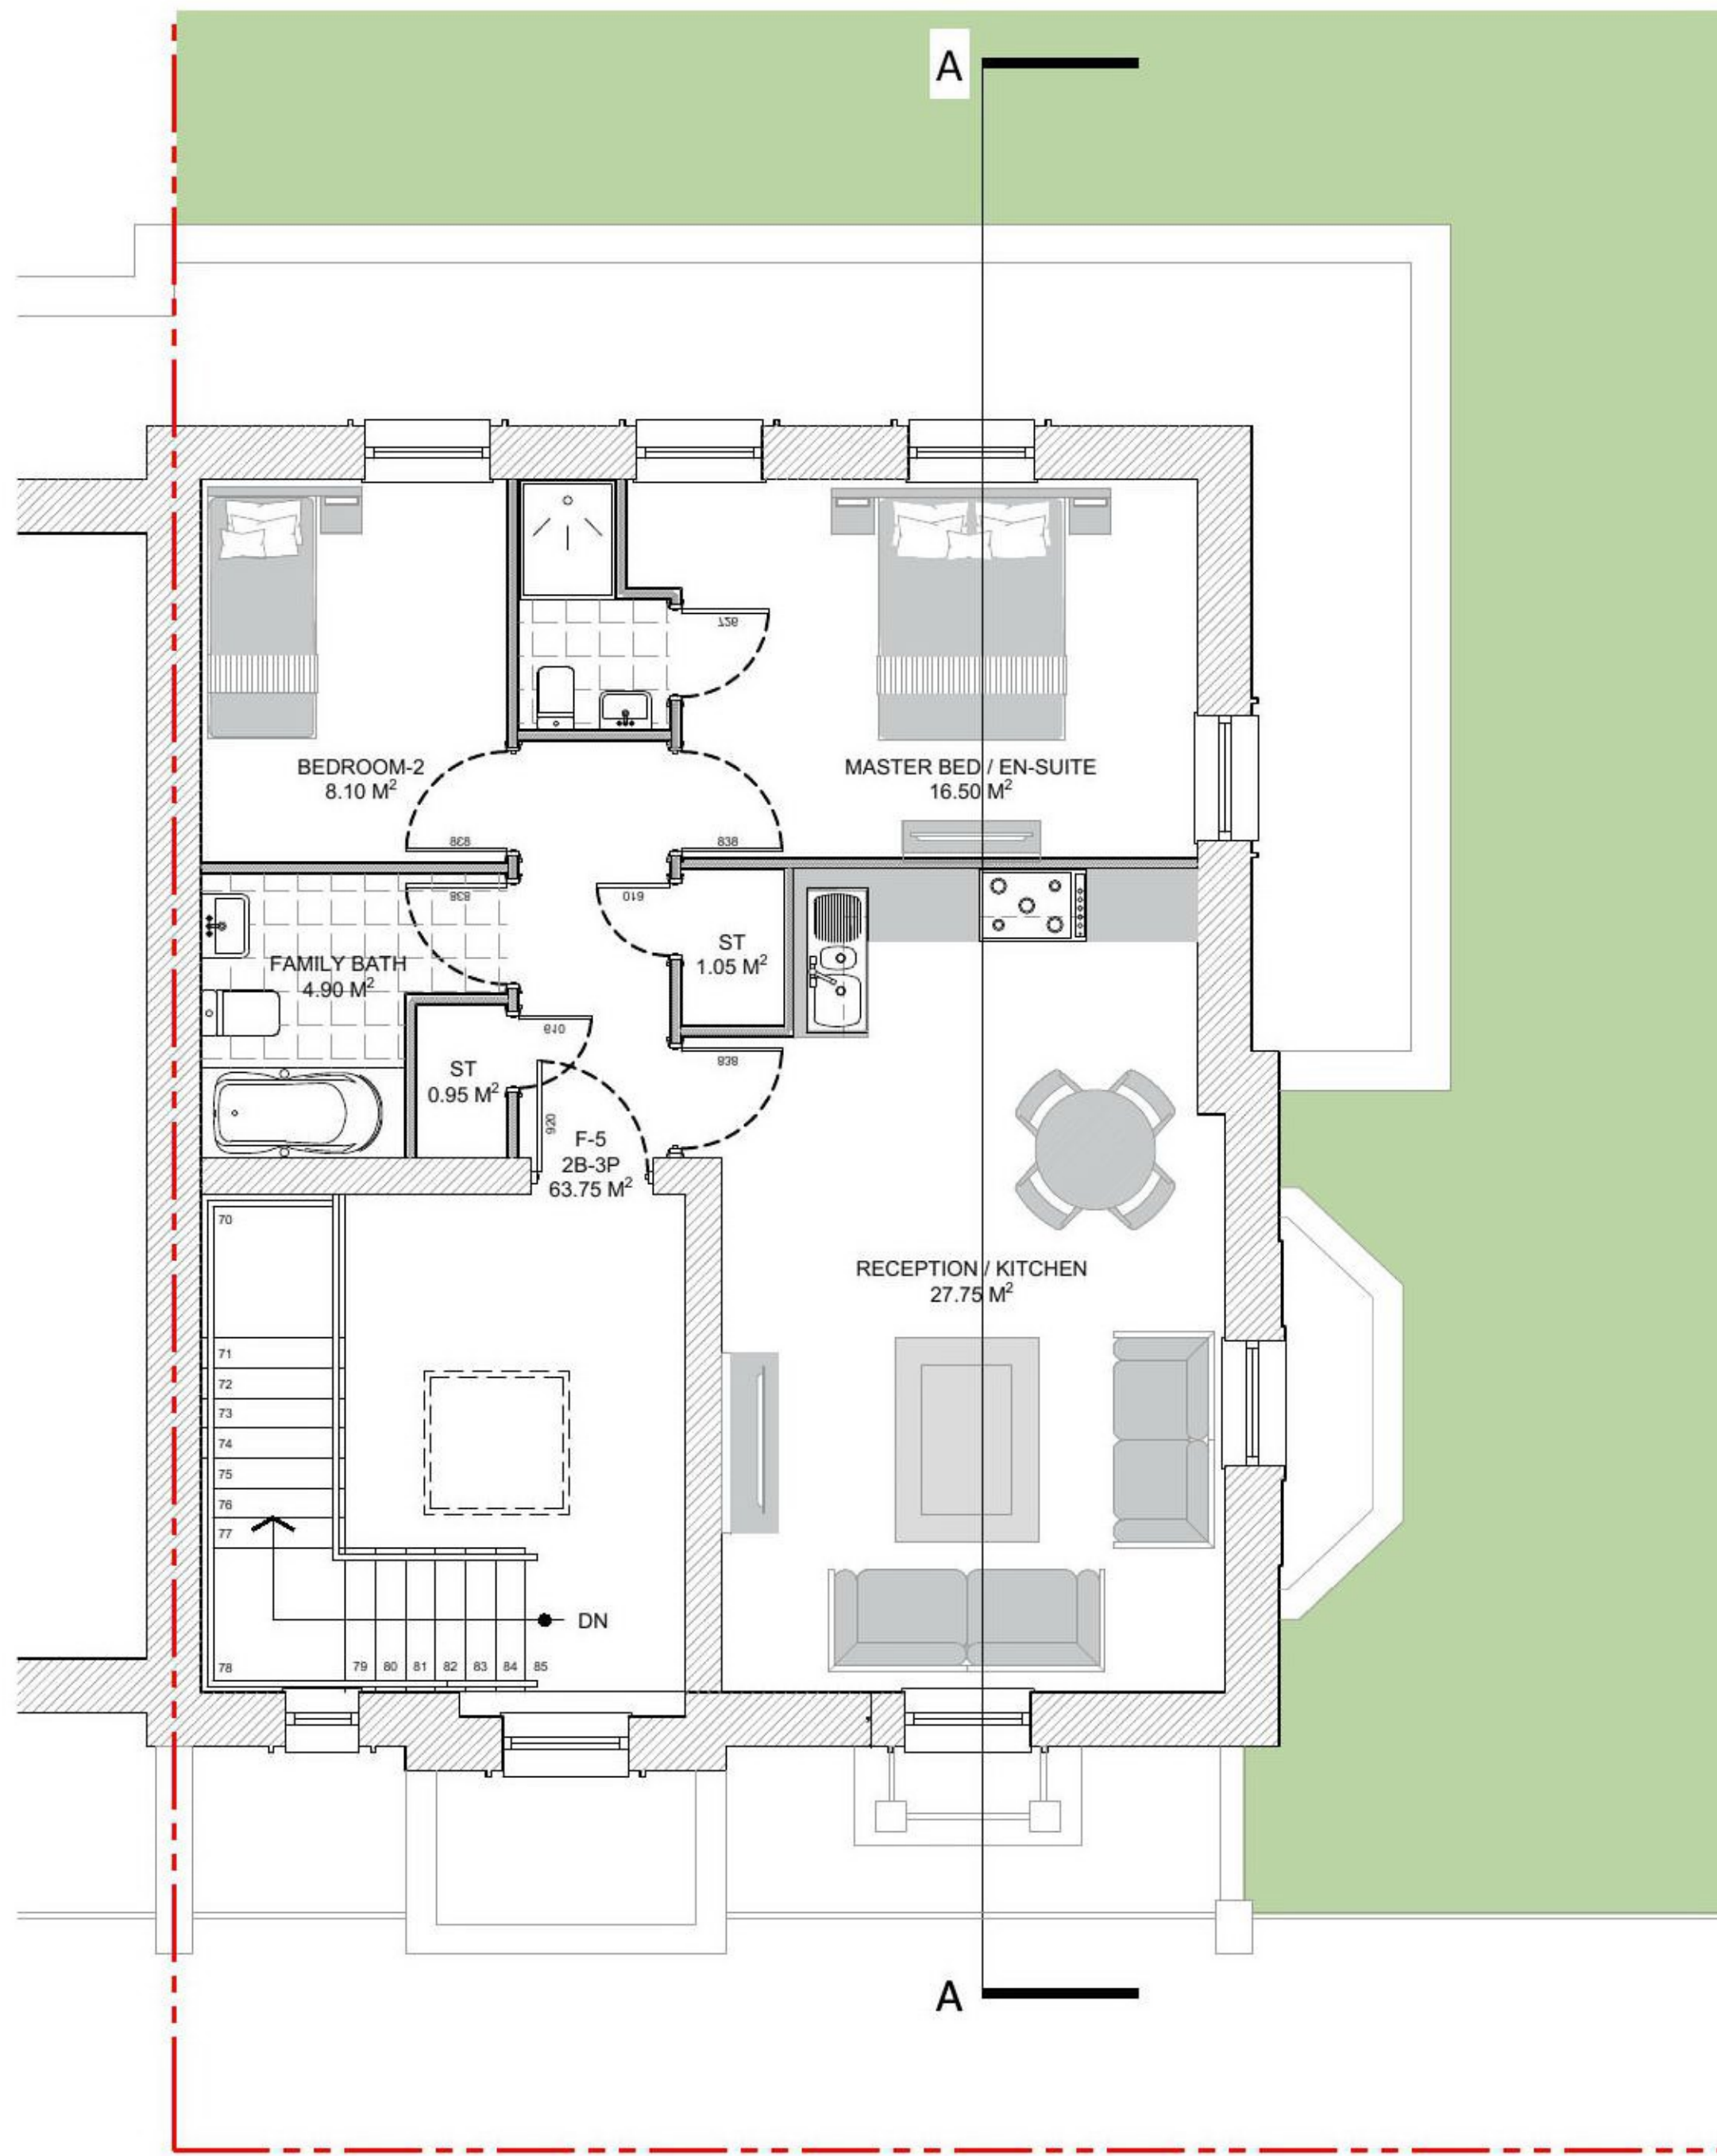 A
726
BEDROOM-2
8.10 M²
MASTER BED / EN-SUITE
16.50 M²
838
838
838
610
ST
1.05 M²
FAMILY BATH
4.90 M²
610
838
ST
0.95 M²
920
F-5
2B-3P
63.75 M²
70
RECEPTION / KITCHEN
27.75 M²
71
72
73
74
75
76
77
DN
78
79
80
81
82
83
84
85
A